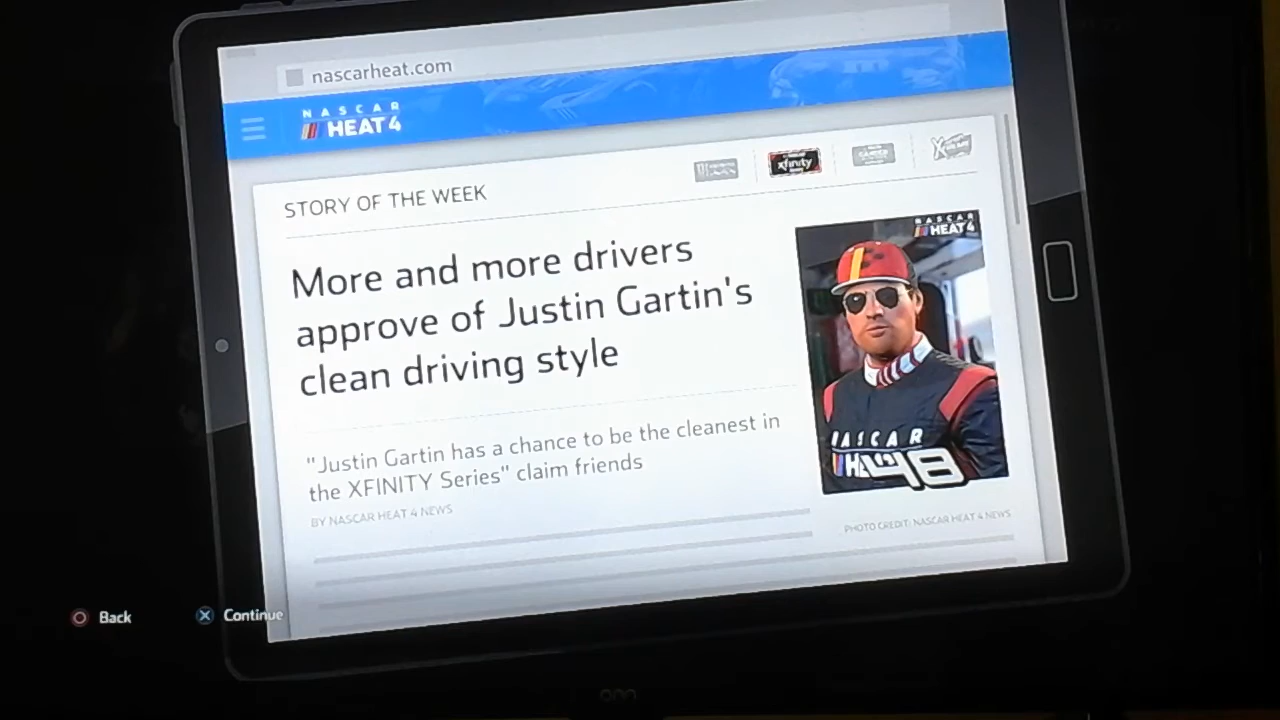 nascarheat.com
NASCAR
HEAT 4
STORY OF THE WEEK
xfinity
NASCAR
HEAT 4
More and more drivers
approve of Justin Gartin's
clean driving style
NASCAR
48
"Justin Gartin has a chance to be the cleanest in
the XFINITY Series" claim friends
BY NASCAR HEAT 4 NEWS
PHOTO CREDIT: NASCAR HEAT 4 NEWS
Back
Continue
onn